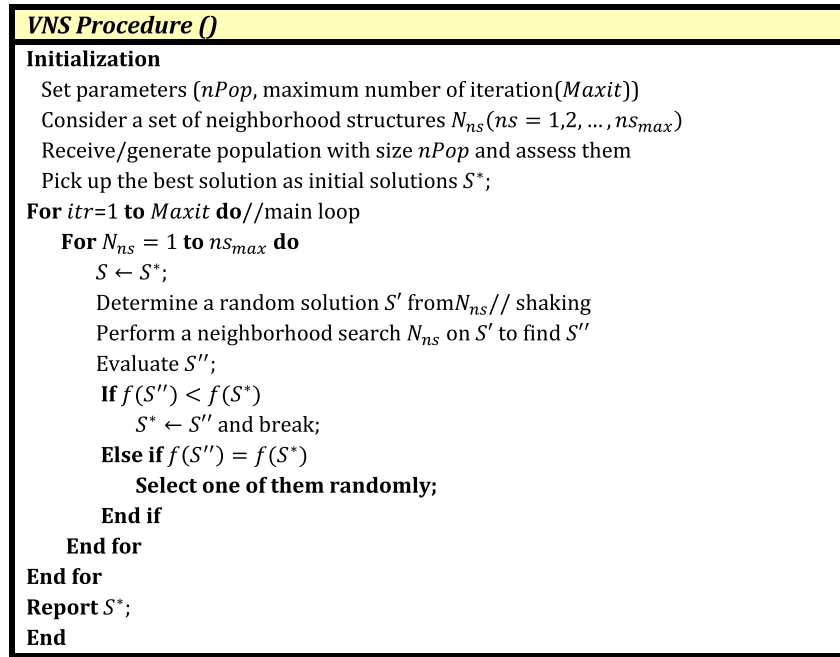 VNS Procedure ()
Initialization
Set parameters (nPop, maximum number of iteration(Maxit))
Consider a set of neighborhood structures N_ns(ns = 1,2, … , ns_max)
Receive/generate population with size nPop and assess them
Pick up the best solution as initial solutions S*;
For itr=1 to Maxit do//main loop
For N_ns = 1 to ns_max do
S ← S*;
Determine a random solution S′ fromN_ns// shaking
Perform a neighborhood search N_ns on S′ to find S′′
Evaluate S′′;
If f(S′′) < f(S*)
S* ← S′′ and break;
Else if f(S′′) = f(S*)
Select one of them randomly;
End if
End for
End for
Report S*;
End